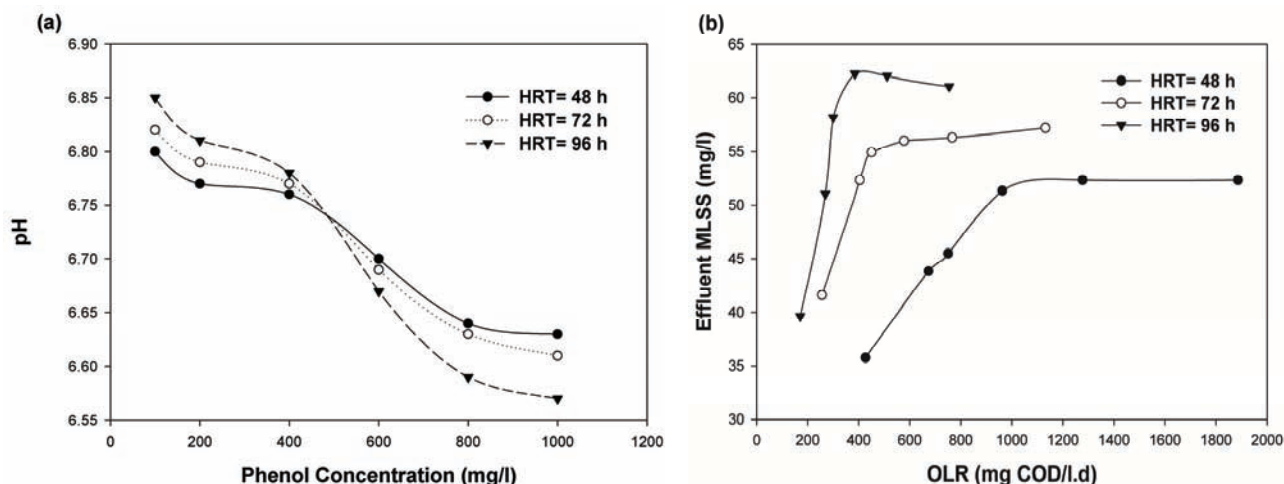 (a)
6.90
6.85
6.80
6.75
6.70
6.65
6.60
6.55
pH
0 200 400 600 800 1000 1200
Phenol Concentration (mg/l)
HRT= 48 h
HRT= 72 h
HRT= 96 h
(b)
65
60
55
50
45
40
35
30
Effluent MLSS (mg/l)
0 200 400 600 800 1000 1200 1400 1600 1800 2000
OLR (mg COD/l.d)
HRT= 48 h
HRT= 72 h
HRT= 96 h